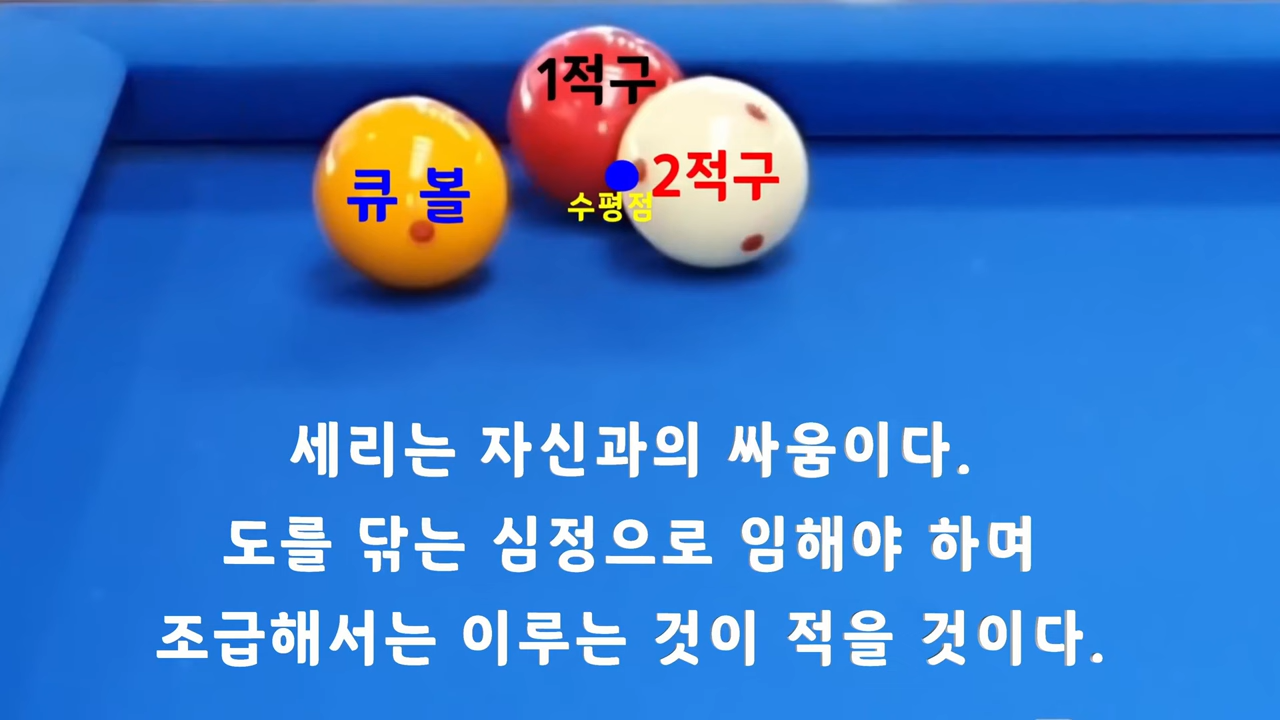 1적구
큐 볼
2적구
수평점
세리는 자신과의 싸움이다.
도를 닦는 심정으로 임해야 하며
조급해서는 이루는 것이 적을 것이다.